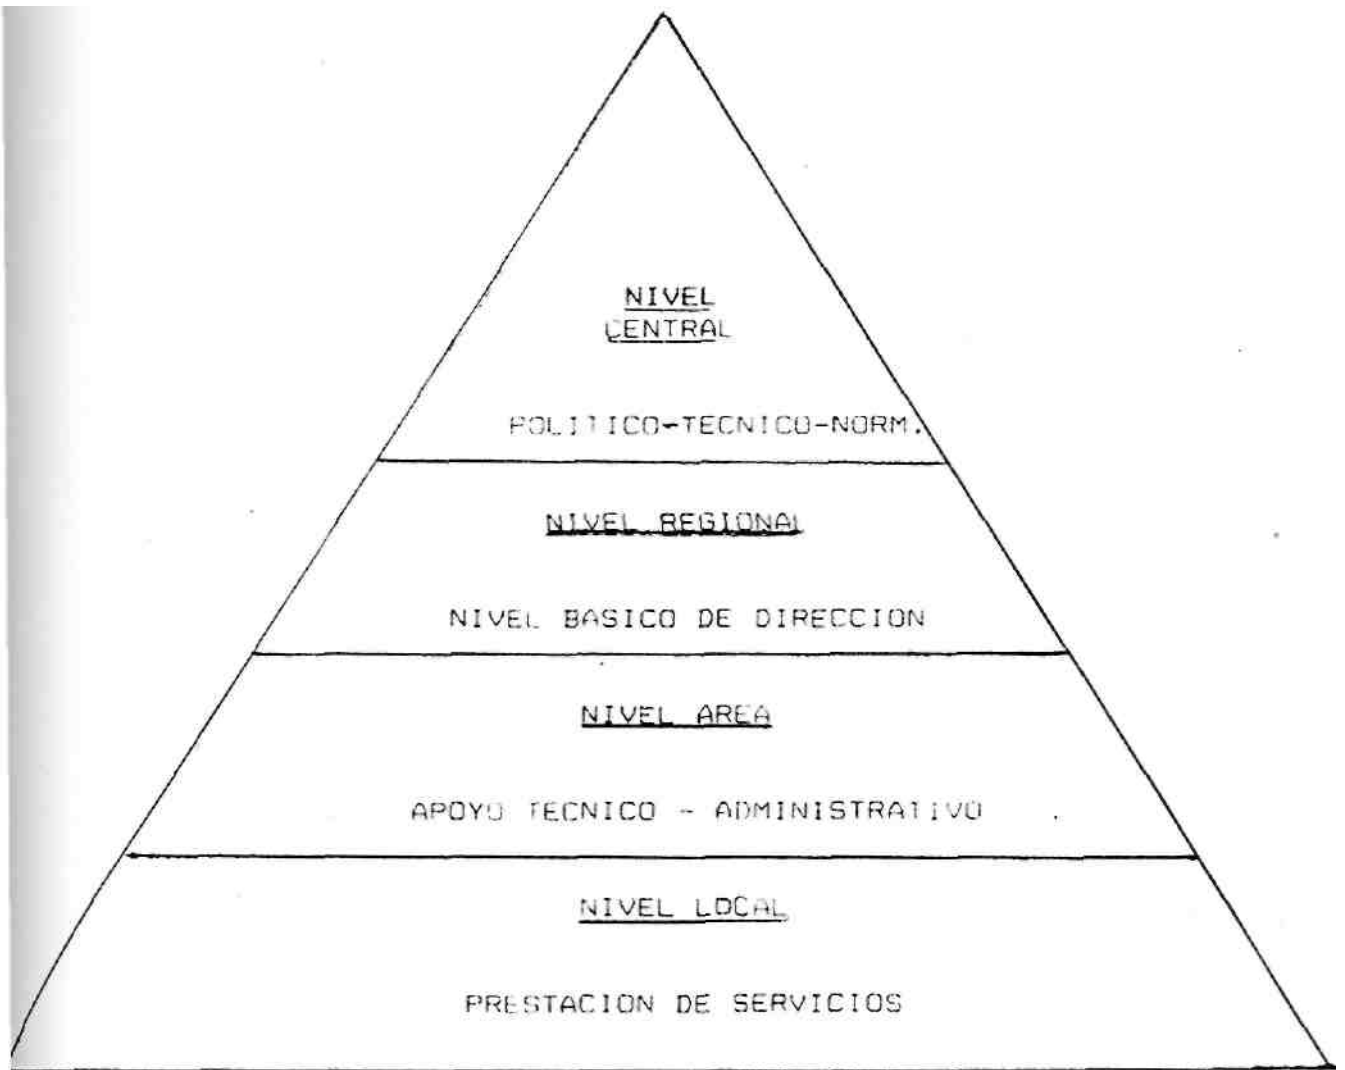 NIVEL
CENTRAL
POLITICO-TECNICO-NORM.
NIVEL REGIONAL
NIVEL BASICO DE DIRECCION
NIVEL AREA
APOYO TECNICO - ADMINISTRATIVO
NIVEL LOCAL
PRESTACION DE SERVICIOS